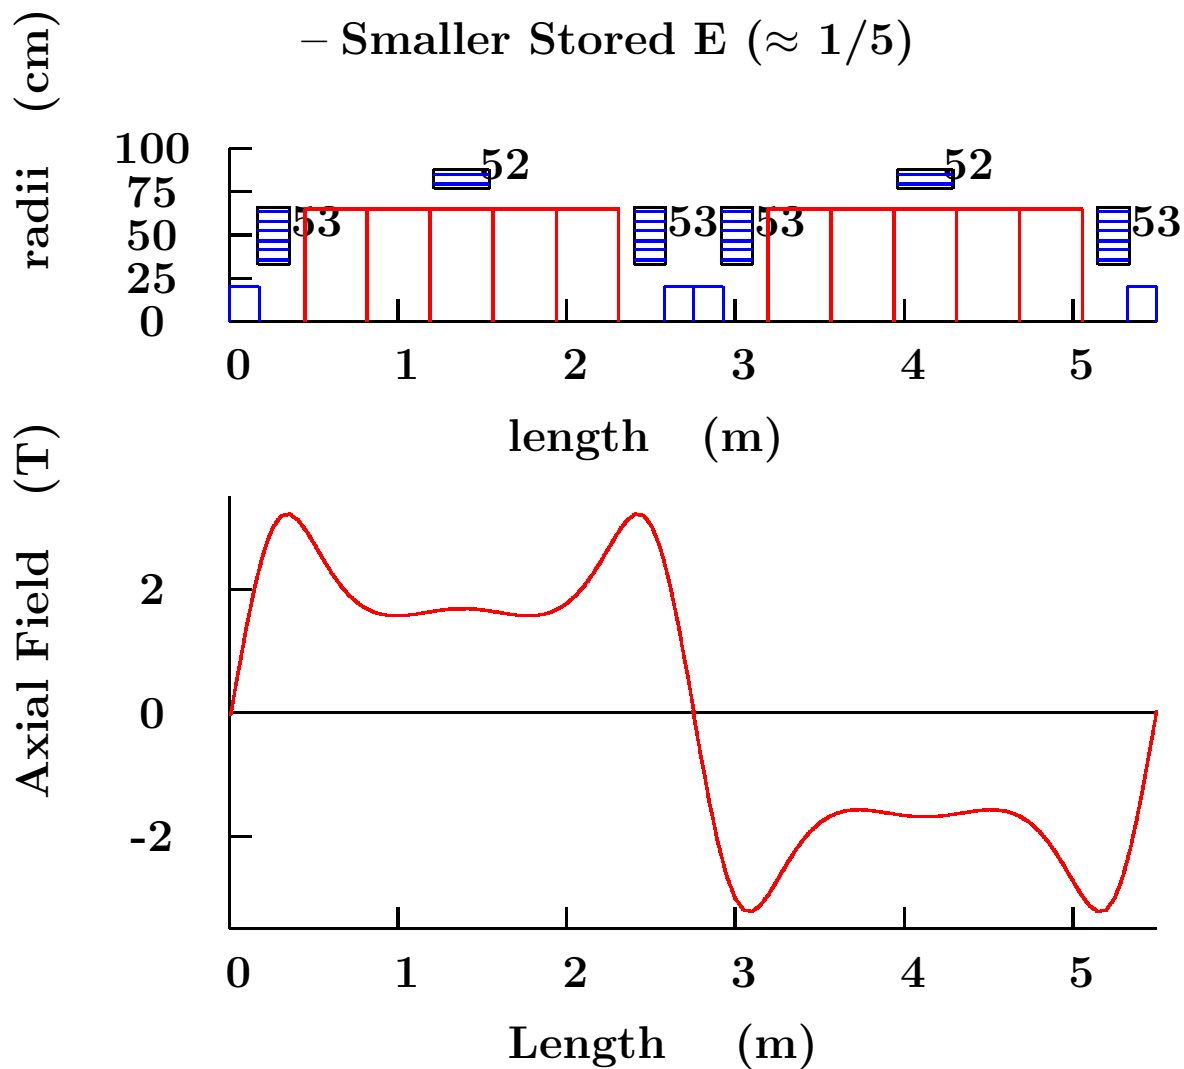 – Smaller Stored E (≈ 1/5)
radii (cm)
100
75
50
25
0
52
52
53
53
53
53
0 1 2 3 4 5
length (m)
Axial Field (T)
2
0
-2
0 1 2 3 4 5
Length (m)